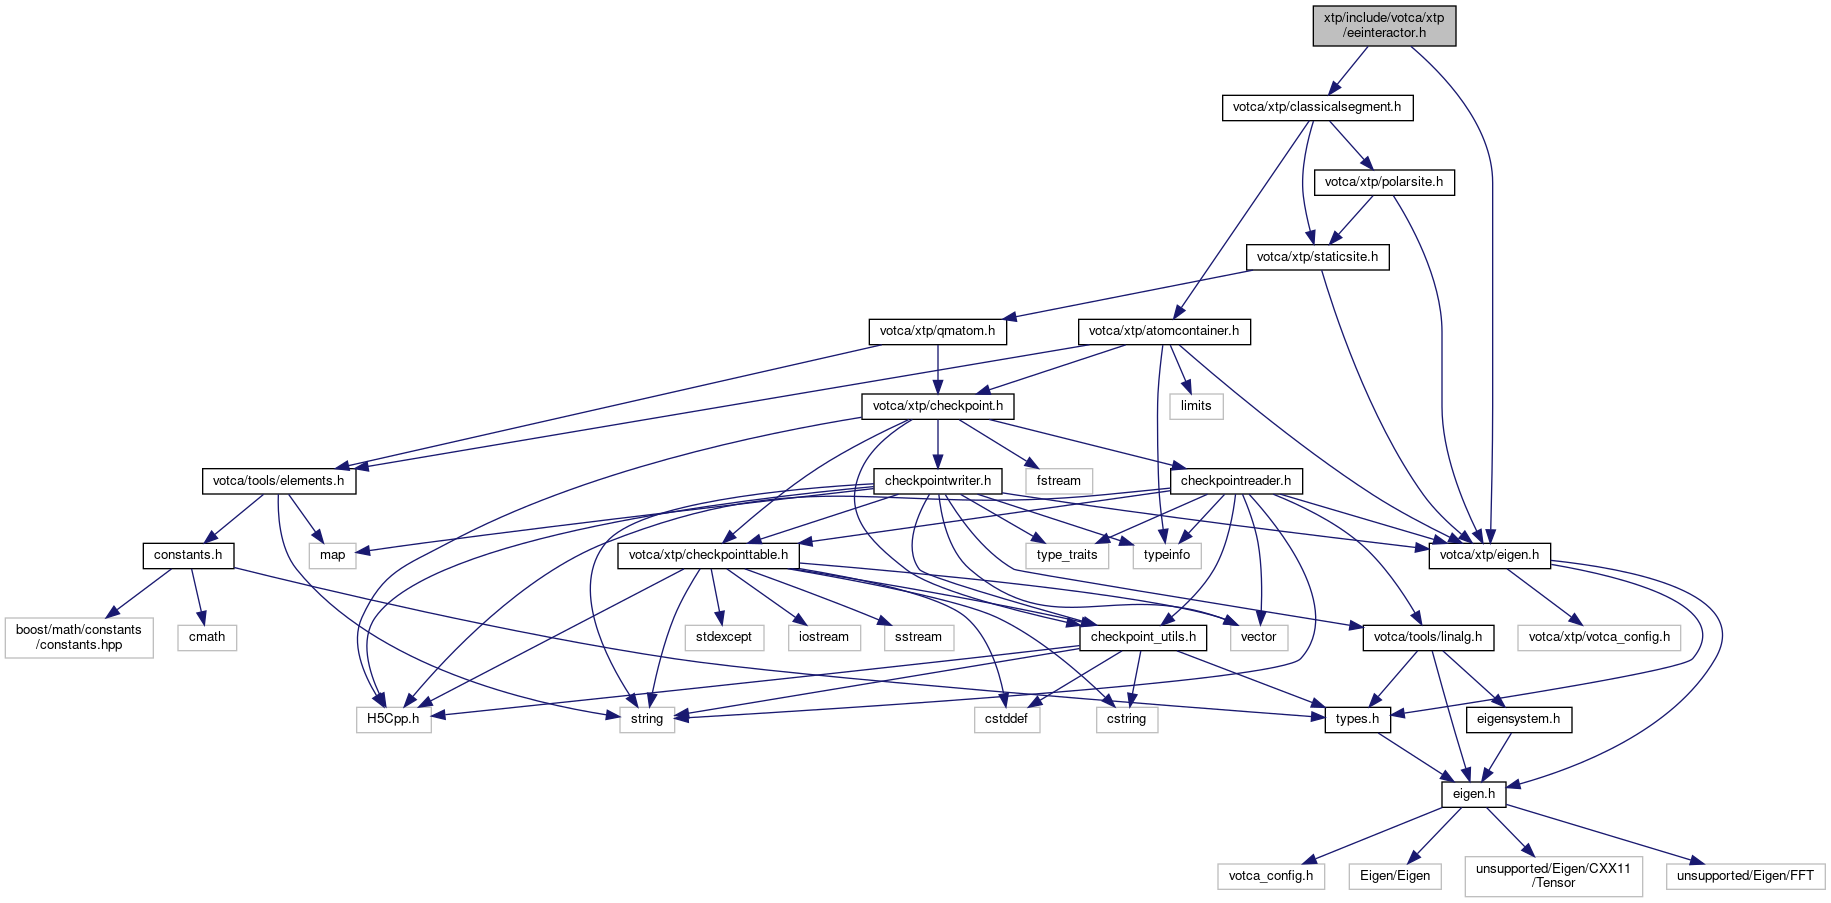 xtp/include/votca/xtp
/eeinteractor.h
votca/xtp/classicalsegment.h
votca/xtp/polarsite.h
votca/xtp/staticsite.h
votca/xtp/qmatom.h
votca/xtp/atomcontainer.h
votca/xtp/checkpoint.h
limits
votca/tools/elements.h
checkpointwriter.h
fstream
checkpointreader.h
constants.h
map
votca/xtp/checkpointtable.h
type_traits
typeinfo
votca/xtp/eigen.h
boost/math/constants
/constants.hpp
cmath
stdexcept
iostream
sstream
checkpoint_utils.h
vector
votca/tools/linalg.h
votca/xtp/votca_config.h
H5Cpp.h
string
cstddef
cstring
types.h
eigensystem.h
eigen.h
votca_config.h
Eigen/Eigen
unsupported/Eigen/CXX11
/Tensor
unsupported/Eigen/FFT